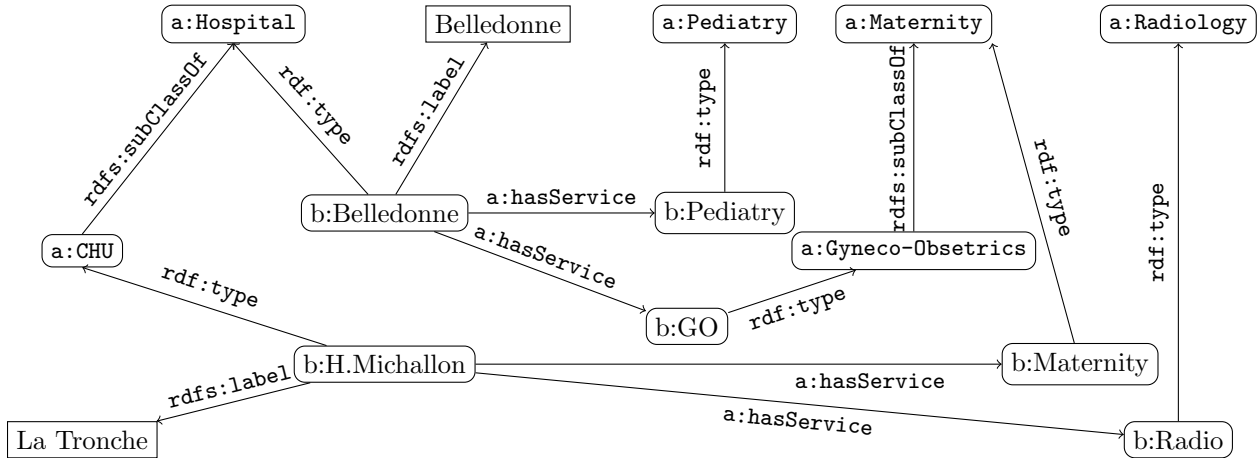 a:Hospital
Belledonne
a:Pediatry
a:Maternity
a:Radiology
rdfs:subClassOf
rdf:type
rdfs:label
rdf:type
rdfs:subClassOf
rdf:type
rdf:type
b:Belledonne
a:hasService
b:Pediatry
a:CHU
a:hasService
a:Gyneco-Obsetrics
rdf:type
b:GO
rdf:type
b:H.Michallon
a:hasService
b:Maternity
rdfs:label
a:hasService
La Tronche
b:Radio